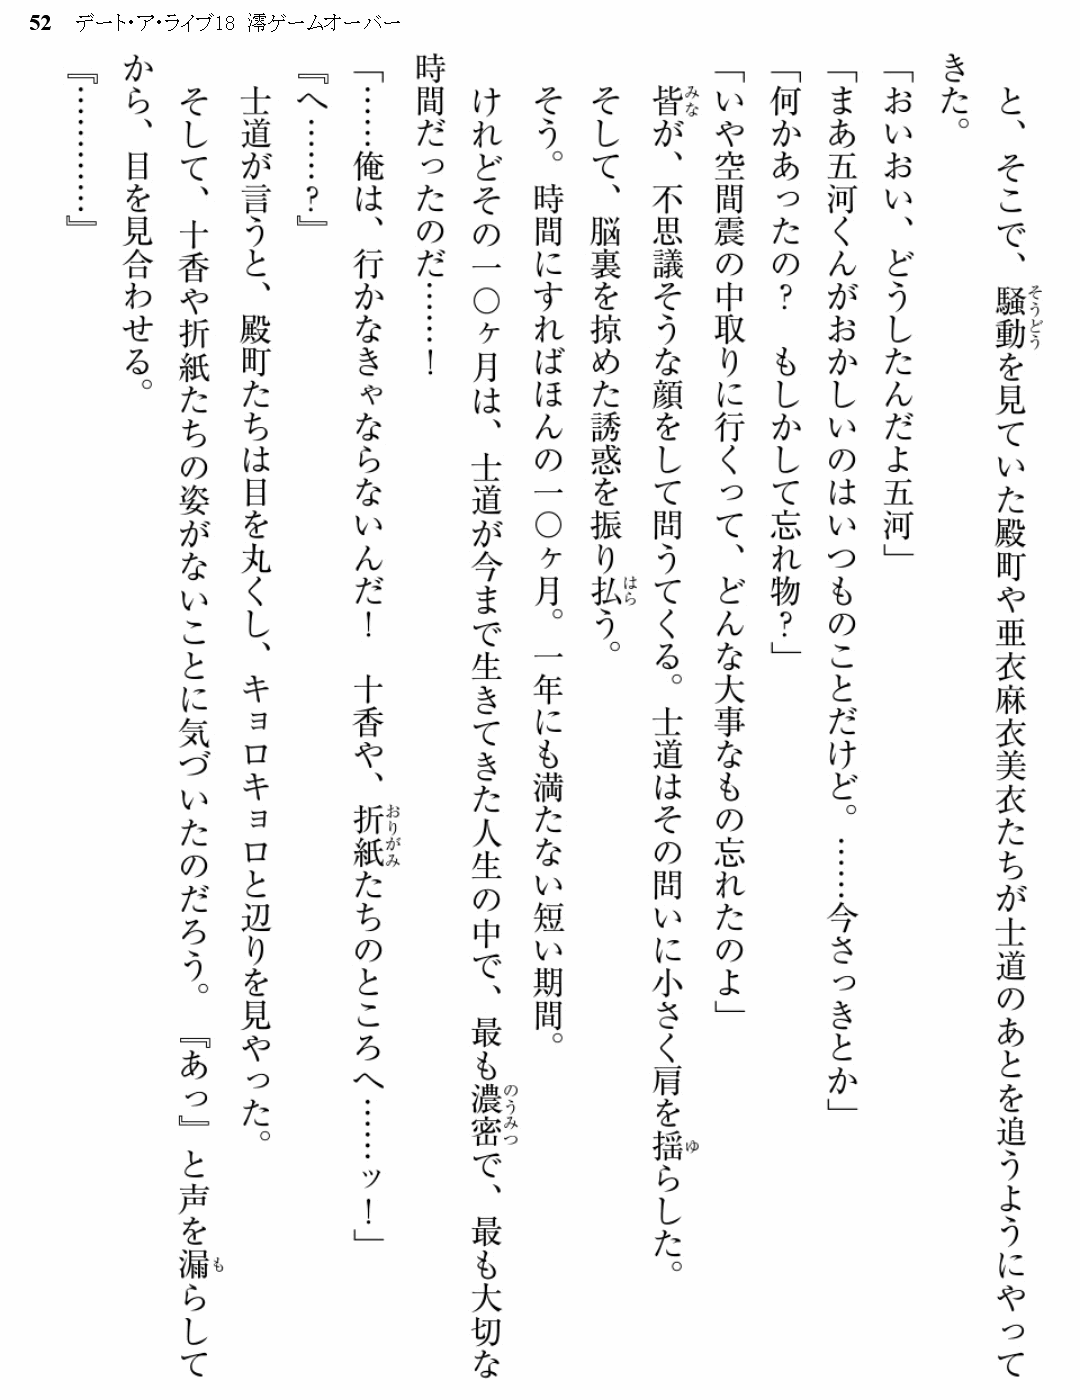 52 デート・ア・ライブ18 澪ゲームオーバー
と、そこで、騒動を見ていた殿町や亜衣麻衣美衣たちが士道のあとを追うようにやって
きた。
「おいおい、どうしたんだよ五河」
「まあ五河くんがおかしいのはいつものことだけど。……今さっきとか」
「何かあったの？　もしかして忘れ物？」
「いや空間震の中取りに行くって、どんな大事なもの忘れたのよ」
皆が、不思議そうな顔をして問うてくる。士道はその問いに小さく肩を揺らした。
そして、脳裏を掠めた誘惑を振り払う。
そう。時間にすればほんの一〇ヶ月。一年にも満たない短い期間。
けれどその一〇ヶ月は、士道が今まで生きてきた人生の中で、最も濃密で、最も大切な
時間だったのだ……！
「……俺は、行かなきゃならないんだ！　十香や、折紙たちのところへ……ッ！」
『へ……？』
士道が言うと、殿町たちは目を丸くし、キョロキョロと辺りを見やった。
そして、十香や折紙たちの姿がないことに気づいたのだろう。『あっ』と声を漏らして
から、目を見合わせる。
『…………』